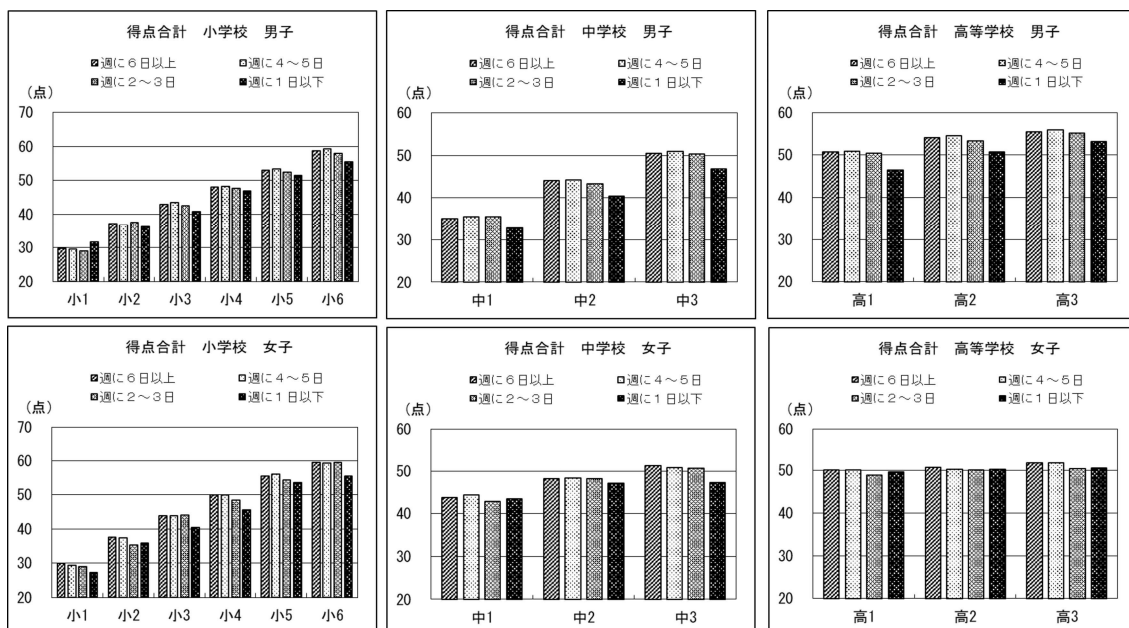 得点合計　小学校　男子
週に６日以上　週に４～５日
週に２～３日　週に１日以下
(点)
70
60
50
40
30
20
小1　小2　小3　小4　小5　小6
得点合計　中学校　男子
週に６日以上　週に４～５日
週に２～３日　週に１日以下
(点)
60
50
40
30
20
中1　中2　中3
得点合計　高等学校　男子
週に６日以上　週に４～５日
週に２～３日　週に１日以下
(点)
60
50
40
30
20
高1　高2　高3
得点合計　小学校　女子
週に６日以上　週に４～５日
週に２～３日　週に１日以下
(点)
70
60
50
40
30
20
小1　小2　小3　小4　小5　小6
得点合計　中学校　女子
週に６日以上　週に４～５日
週に２～３日　週に１日以下
(点)
60
50
40
30
20
中1　中2　中3
得点合計　高等学校　女子
週に６日以上　週に４～５日
週に２～３日　週に１日以下
(点)
60
50
40
30
20
高1　高2　高3